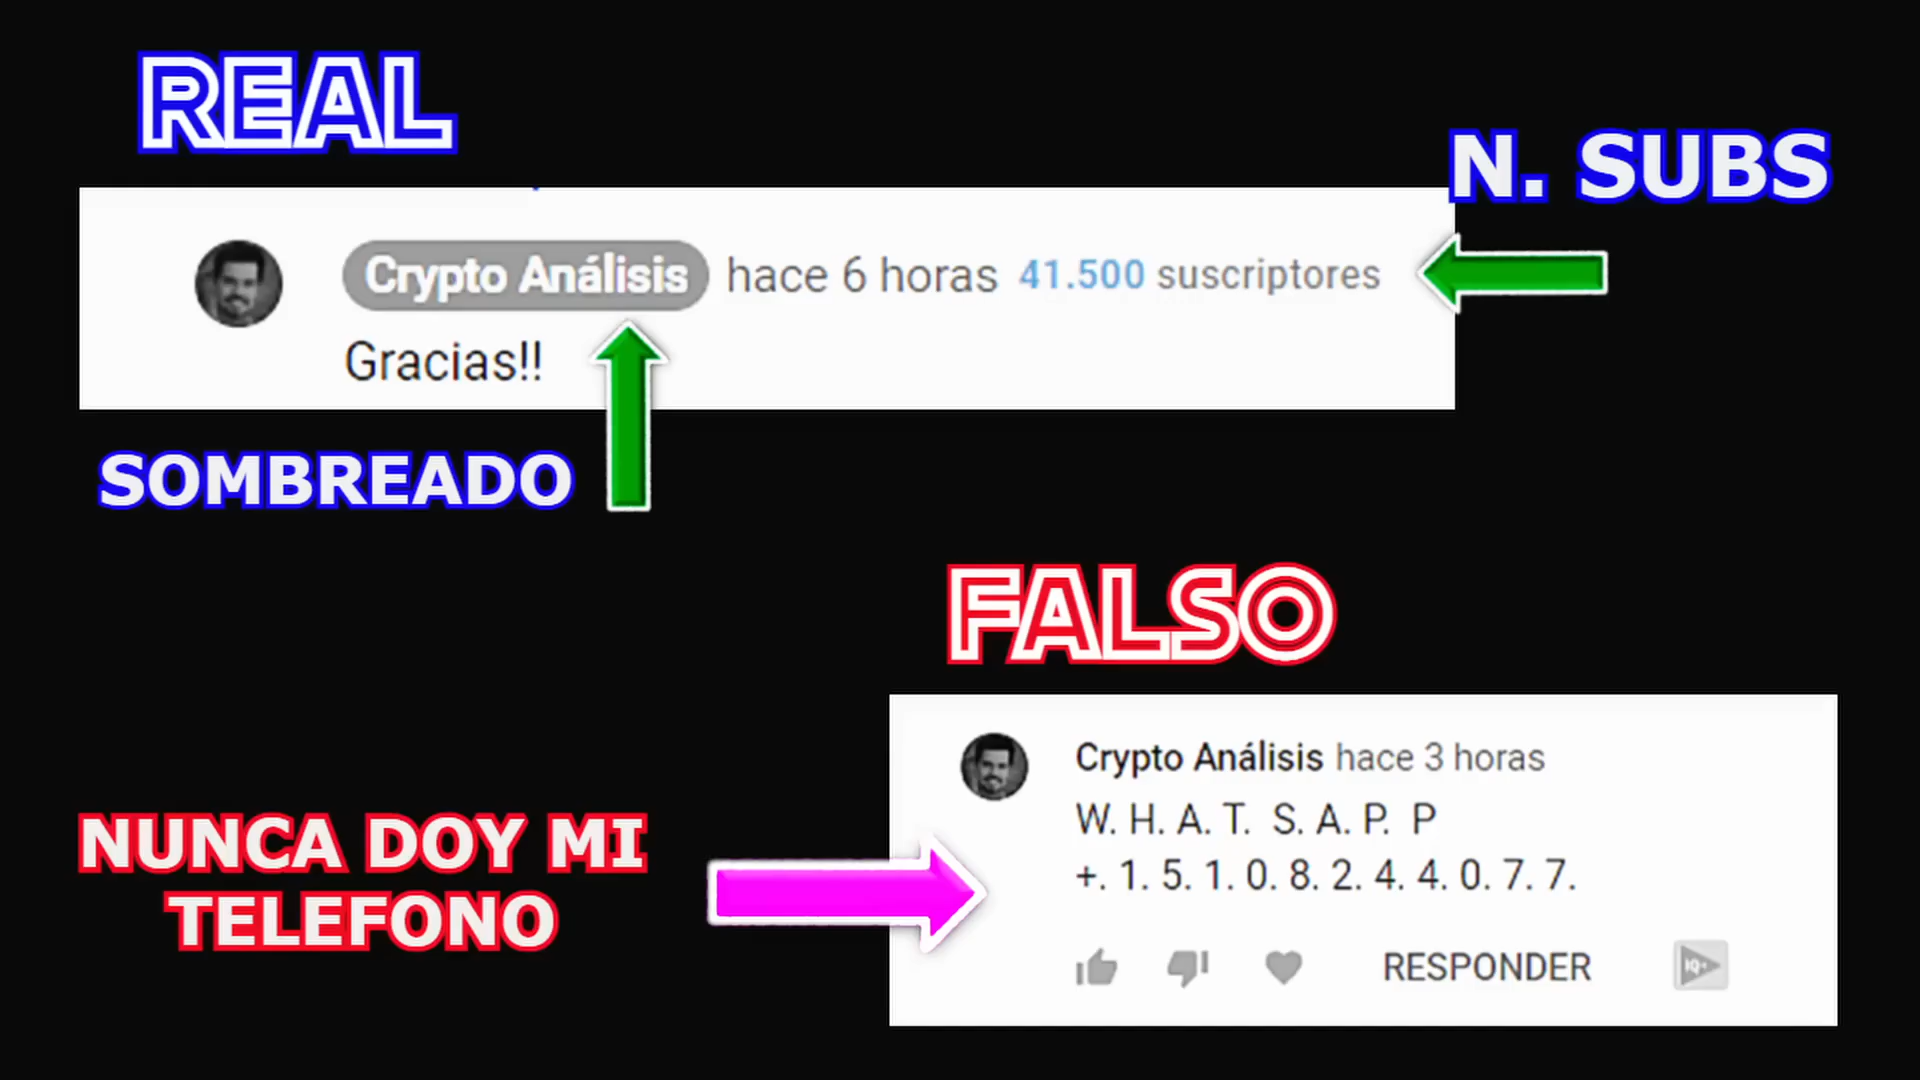 REAL
N. SUBS
Crypto Análisis hace 6 horas 41.500 suscriptores
Gracias!!
SOMBREADO
FALSO
Crypto Análisis hace 3 horas
W. H. A. T.  S. A. P.  P
+. 1. 5. 1. 0. 8. 2. 4. 4. 0. 7. 7.
NUNCA DOY MI
TELEFONO
RESPONDER
IQ+